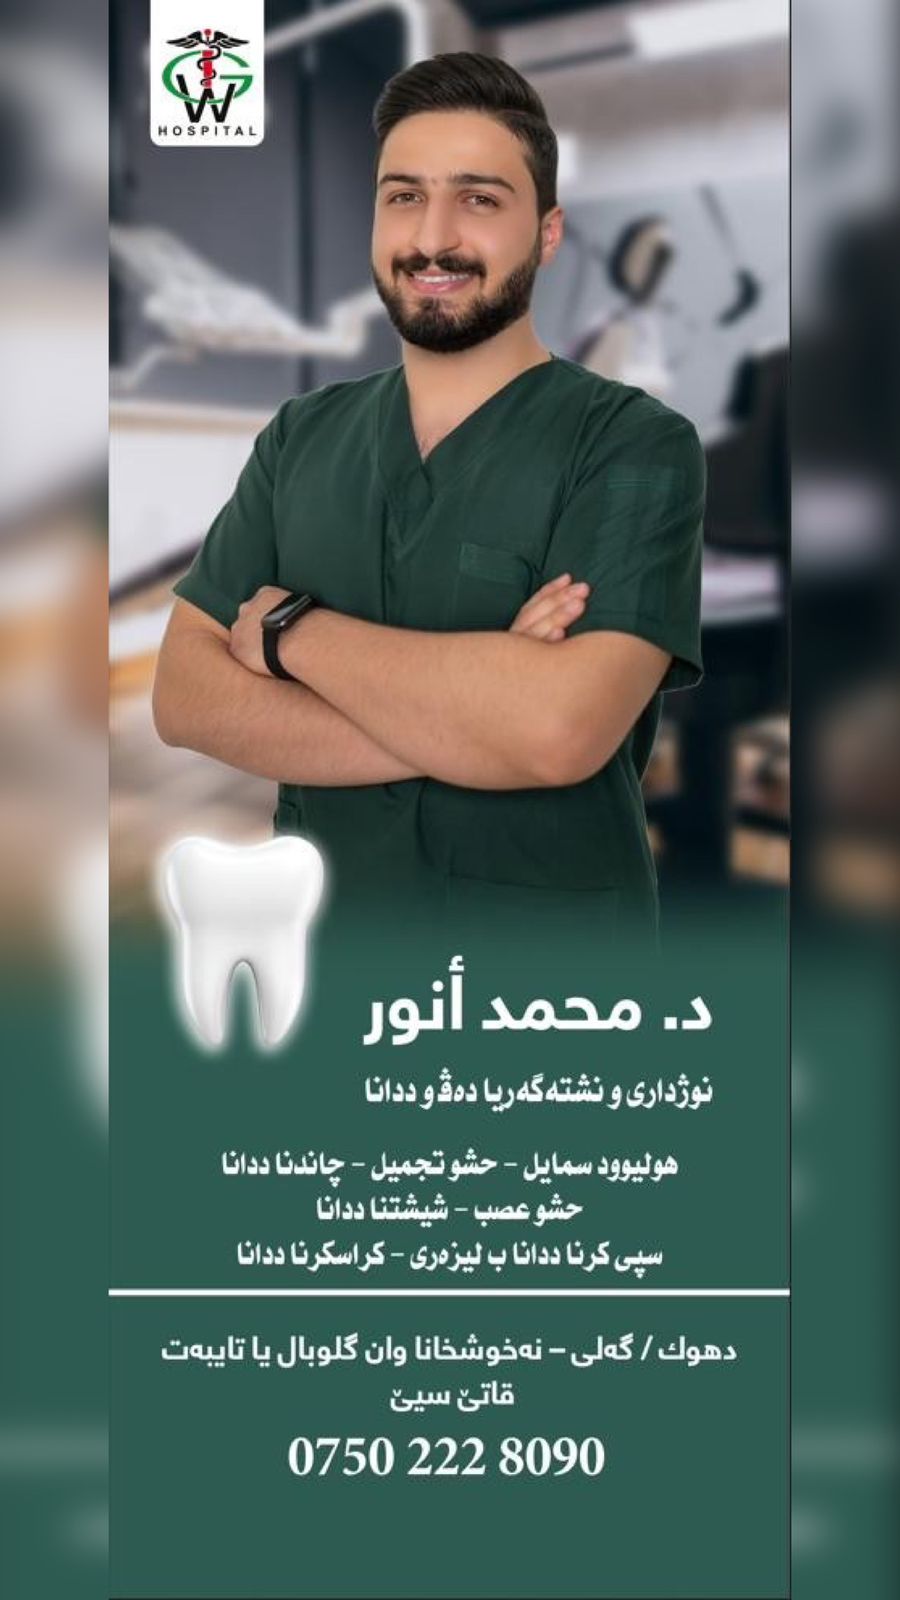 GW
HOSPITAL
د. محمد أنور
نوژداری و نشتەگەریا دەڤ و ددانا
هولیوود سمایل - حشو تجمیل - چاندنا ددانا
حشو عصب - شیشتنا ددانا
سپی کرنا ددانا ب لیزەری - کراسکرنا ددانا
دهوك / گەلی - نەخوشخانا وان گلوبال یا تایبەت
قاتێ سیێ
0750 222 8090